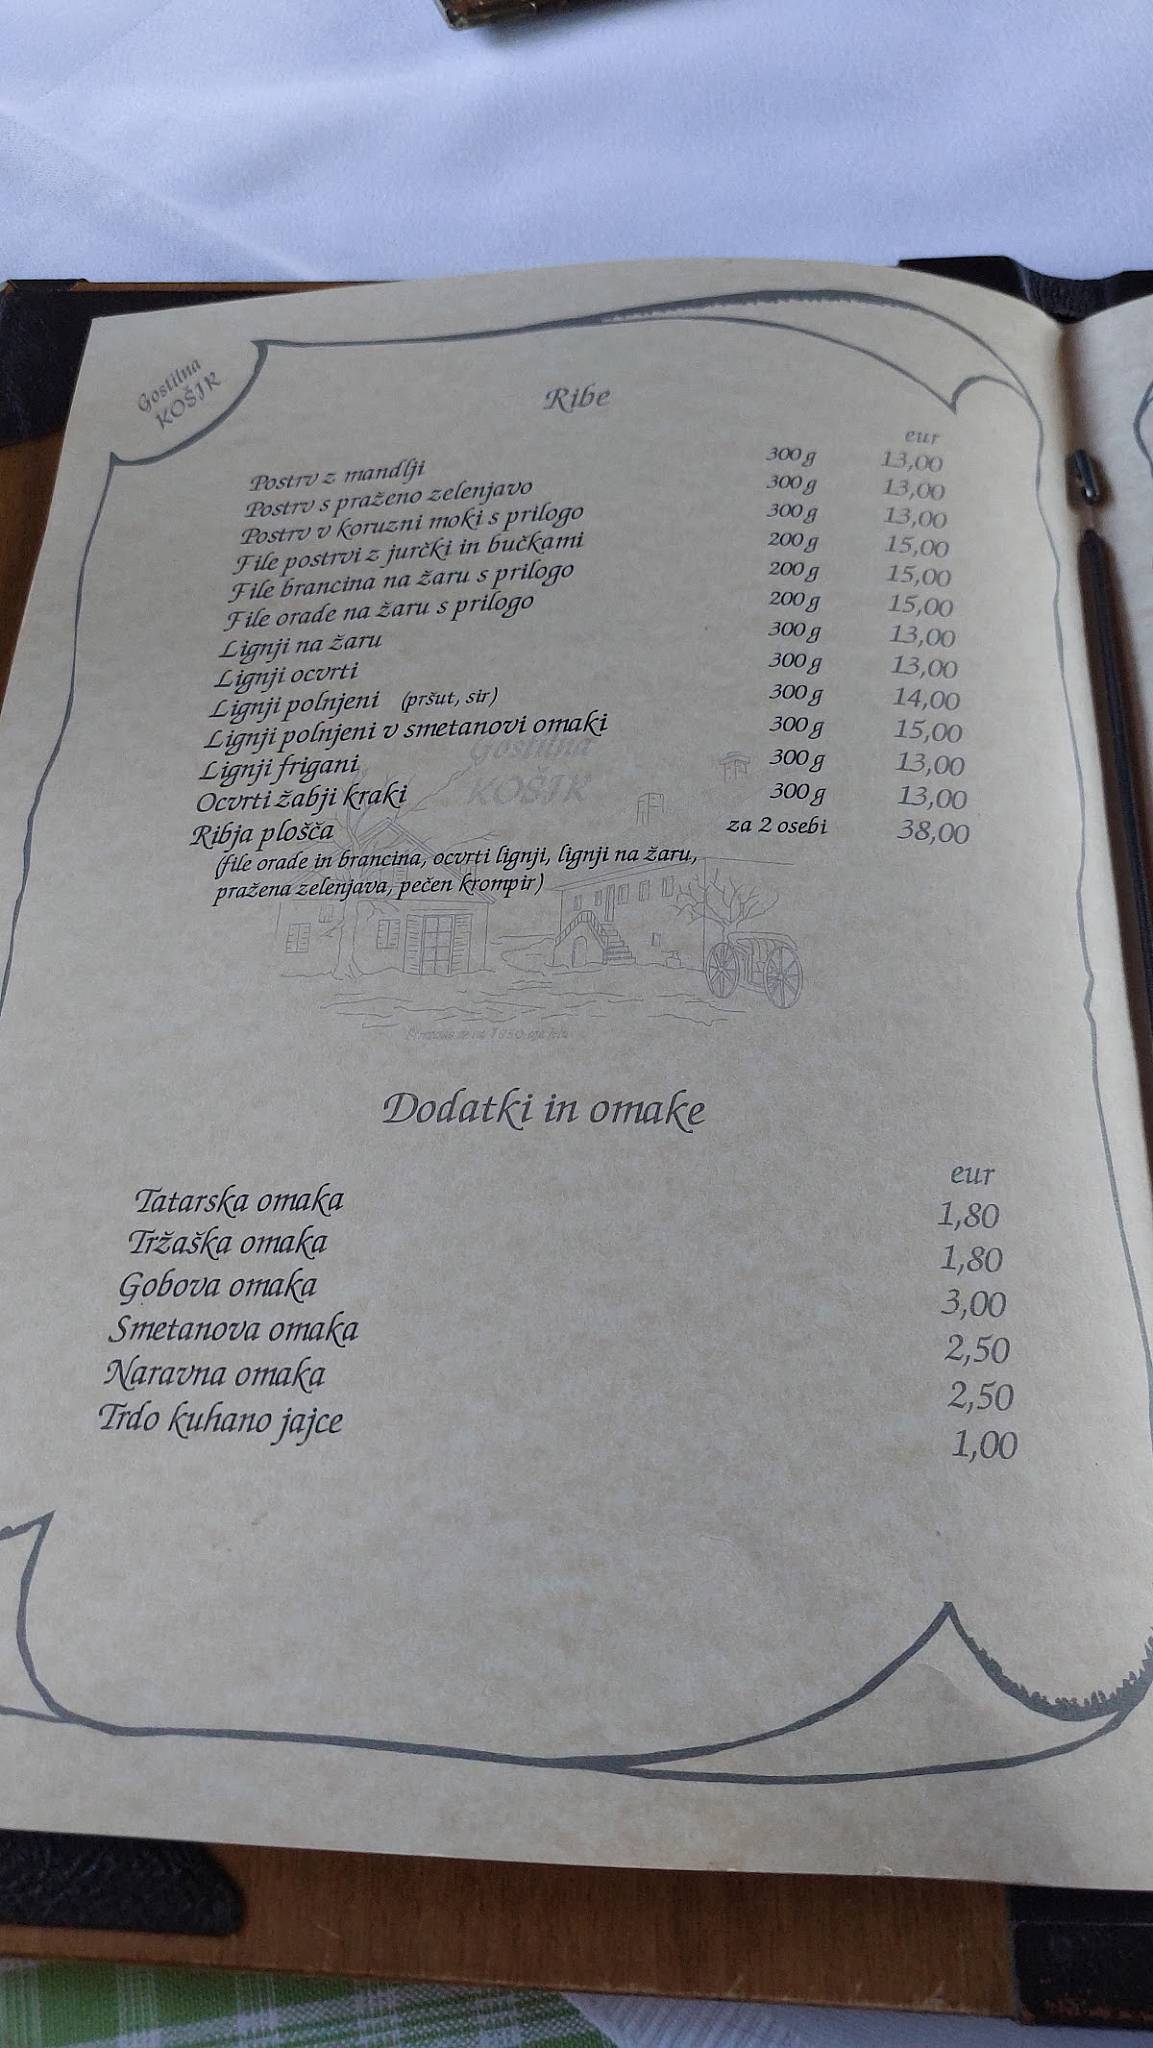 Gostilna
KOŠIR
Ribe
eur
Postrv z mandlji 300 g 13,00
Postrv s praženo zelenjavo 300 g 13,00
Postrv v koruzni moki s prilogo 300 g 13,00
File postrvi z jurčki in bučkami 200 g 15,00
File brancina na žaru s prilogo 200 g 15,00
File orade na žaru s prilogo 200 g 15,00
Lignji na žaru 300 g 13,00
Lignji ocvrti 300 g 13,00
Lignji polnjeni (pršut, sir) 300 g 14,00
Lignji polnjeni v smetanovi omaki 300 g 15,00
Lignji frigani 300 g 13,00
Ocvrti žabji kraki 300 g 13,00
Ribja plošča za 2 osebi 38,00
(file orade in brancina, ocvrti lignji, lignji na žaru,
pražena zelenjava, pečen krompir)
Gostilna
KOŠIR
Dodatki in omake
eur
Tatarska omaka 1,80
Tržaška omaka 1,80
Gobova omaka 3,00
Smetanova omaka 2,50
Naravna omaka 2,50
Trdo kuhano jajce 1,00